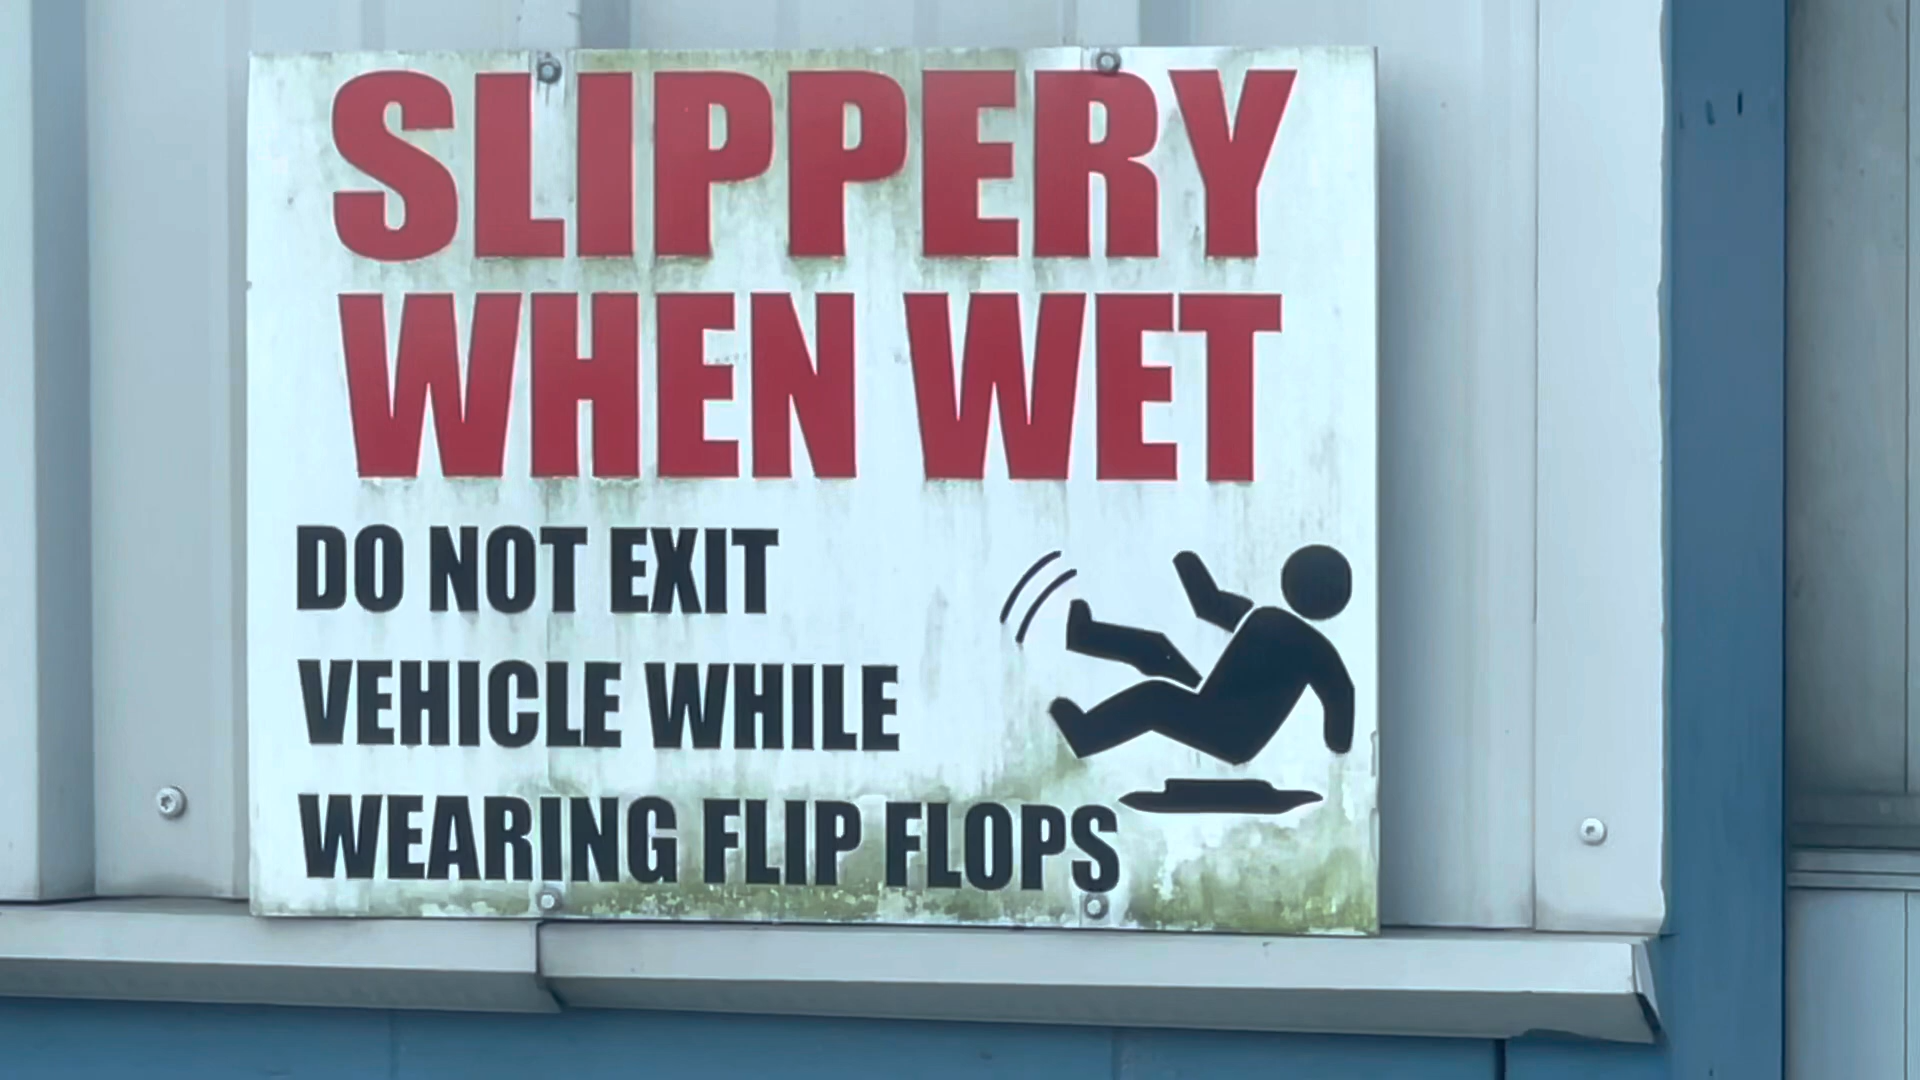 SLIPPERY
WHEN WET
DO NOT EXIT
VEHICLE WHILE
WEARING FLIP FLOPS